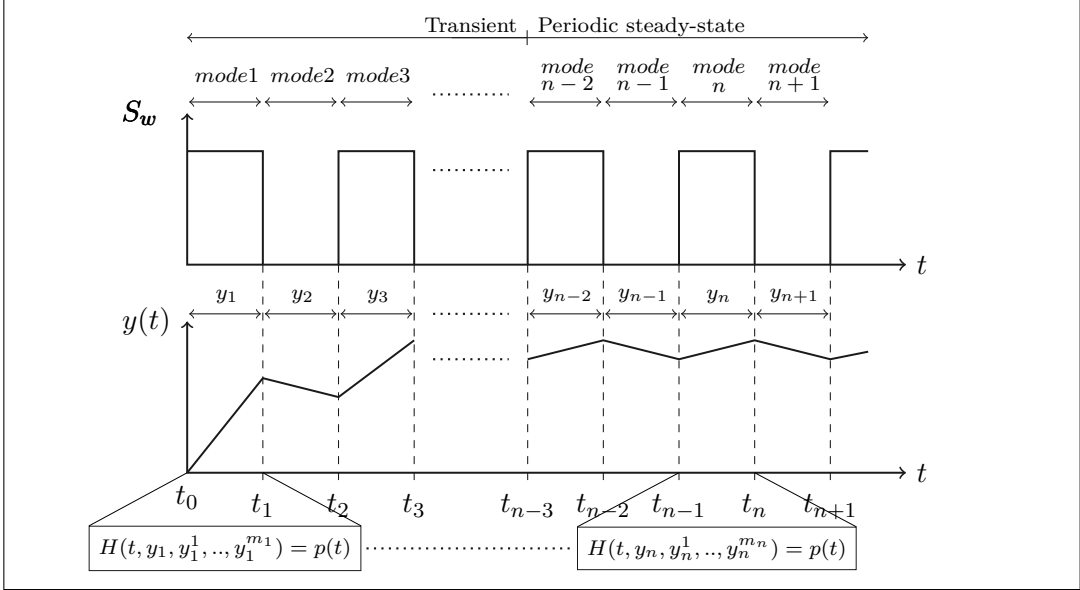 Transient Periodic steady-state
mode1 mode2 mode3 mode n − 2 mode n − 1 mode n mode n + 1
S_w
t
y_1 y_2 y_3 y_{n−2} y_{n−1} y_n y_{n+1}
y(t)
t
t_0 t_1 t_2 t_3 t_{n−3} t_{n−2} t_{n−1} t_n t_{n+1}
H(t, y_1, y_1^1, .., y_1^{m_1}) = p(t) H(t, y_n, y_n^1, .., y_n^{m_n}) = p(t)